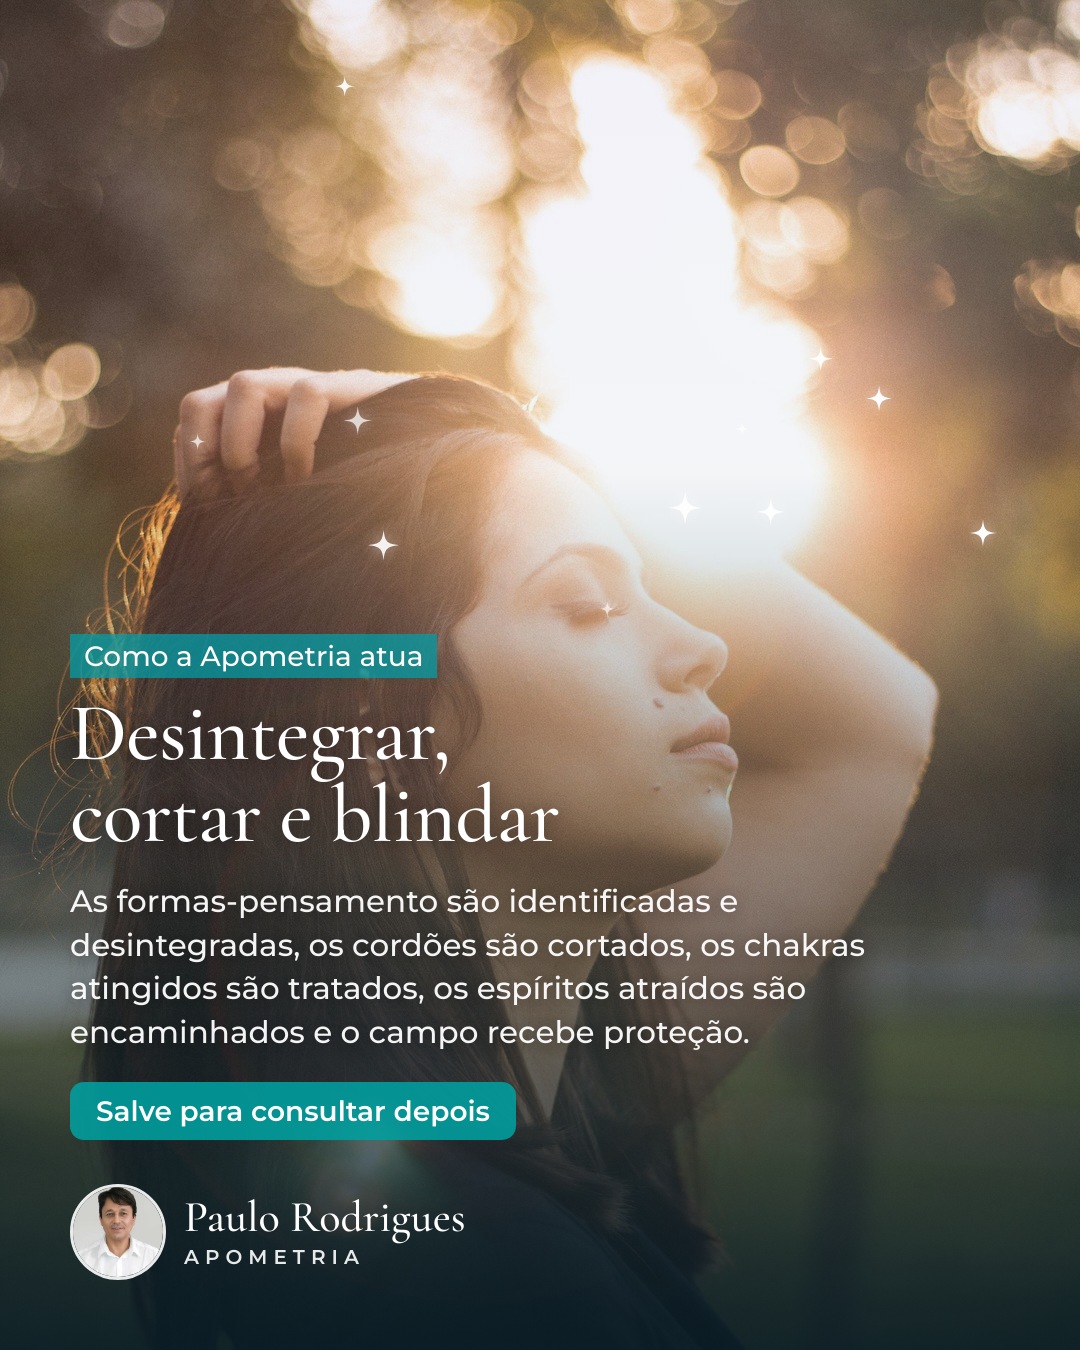 Como a Apometria atua
Desintegrar,
cortar e blindar
As formas-pensamento são identificadas e
desintegradas, os cordões são cortados, os chakras
atingidos são tratados, os espíritos atraídos são
encaminhados e o campo recebe proteção.
Salve para consultar depois
Paulo Rodrigues
APOMETRIA